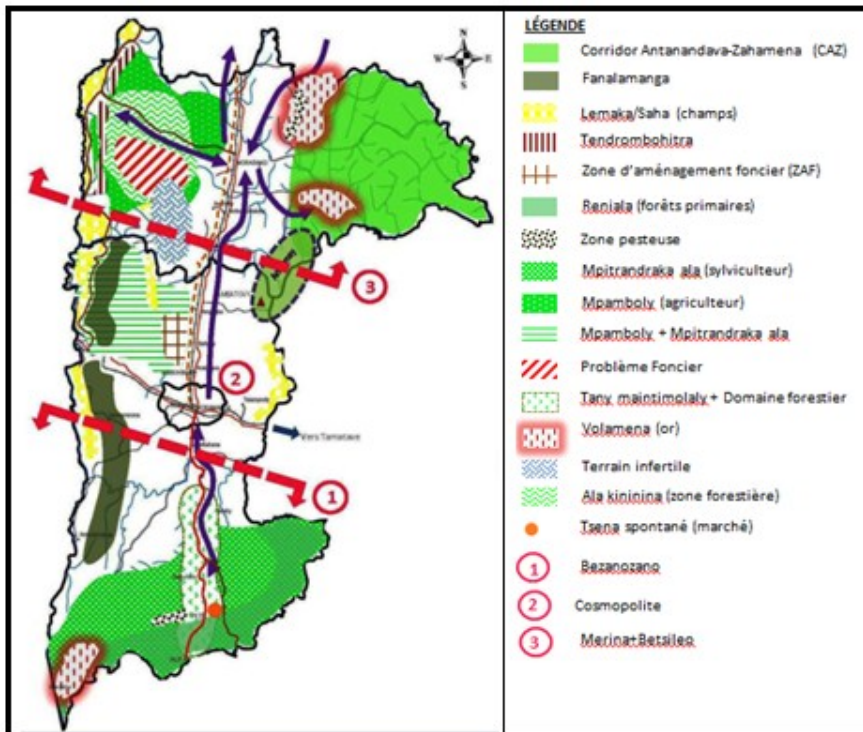 N
W
E
S
3
2
Vers Tamatave
1
LÉGENDE
Corridor Antanandava-Zahamena (CAZ)
Fanalamanga
Lemaka/Saha (champs)
Tendrombohitra
Zone d'aménagement foncier (ZAF)
Reniala (forêts primaires)
Zone pesteuse
Mpitrandraka ala (sylviculteur)
Mpamboly (agriculteur)
Mpamboly + Mpitrandraka ala
Problème Foncier
Tany maintimolaly + Domaine forestier
Volamena (or)
Terrain infertile
Ala kininina (zone forestière)
Tsena spontané (marché)
1 Bezanozano
2 Cosmopolite
3 Merina+Betsileo